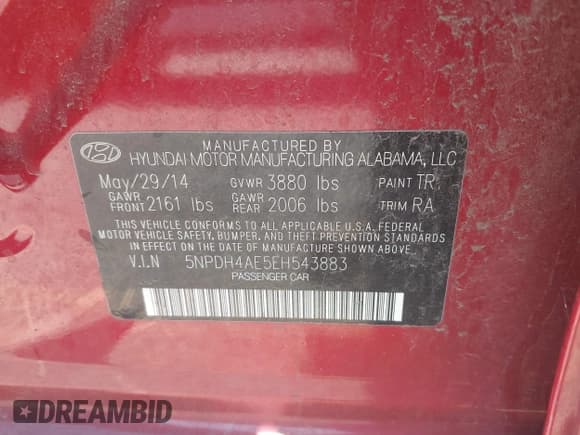 MANUFACTURED BY
HYUNDAI MOTOR MANUFACTURING ALABAMA, LLC
May/29/14 GVWR 3880 lbs PAINT TR
GAWR FRONT 2161 lbs GAWR REAR 2006 lbs TRIM RA
THIS VEHICLE CONFORMS TO ALL APPLICABLE U.S.A. FEDERAL
MOTOR VEHICLE SAFETY, BUMPER, AND THEFT PREVENTION STANDARDS
IN EFFECT ON THE DATE OF MANUFACTURE SHOWN ABOVE.
V.I.N 5NPDH4AE5EH543883
PASSENGER CAR
DREAMBID